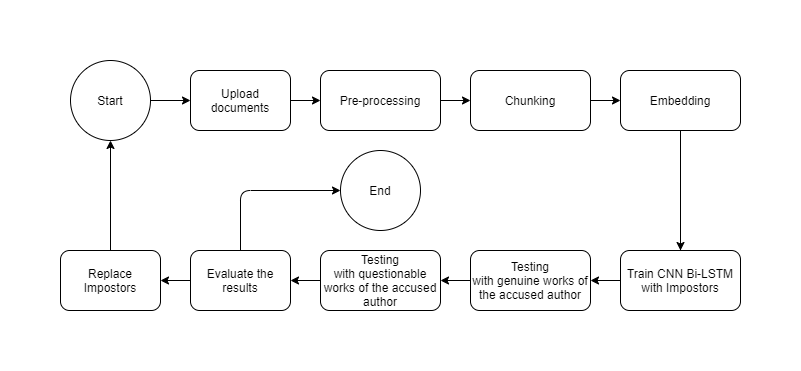 Start
Upload
documents
Pre-processing
Chunking
Embedding
End
Replace
Impostors
Evaluate the
results
Testing
with questionable
works of the accused
author
Testing
with genuine works of
the accused author
Train CNN Bi-LSTM
with Impostors